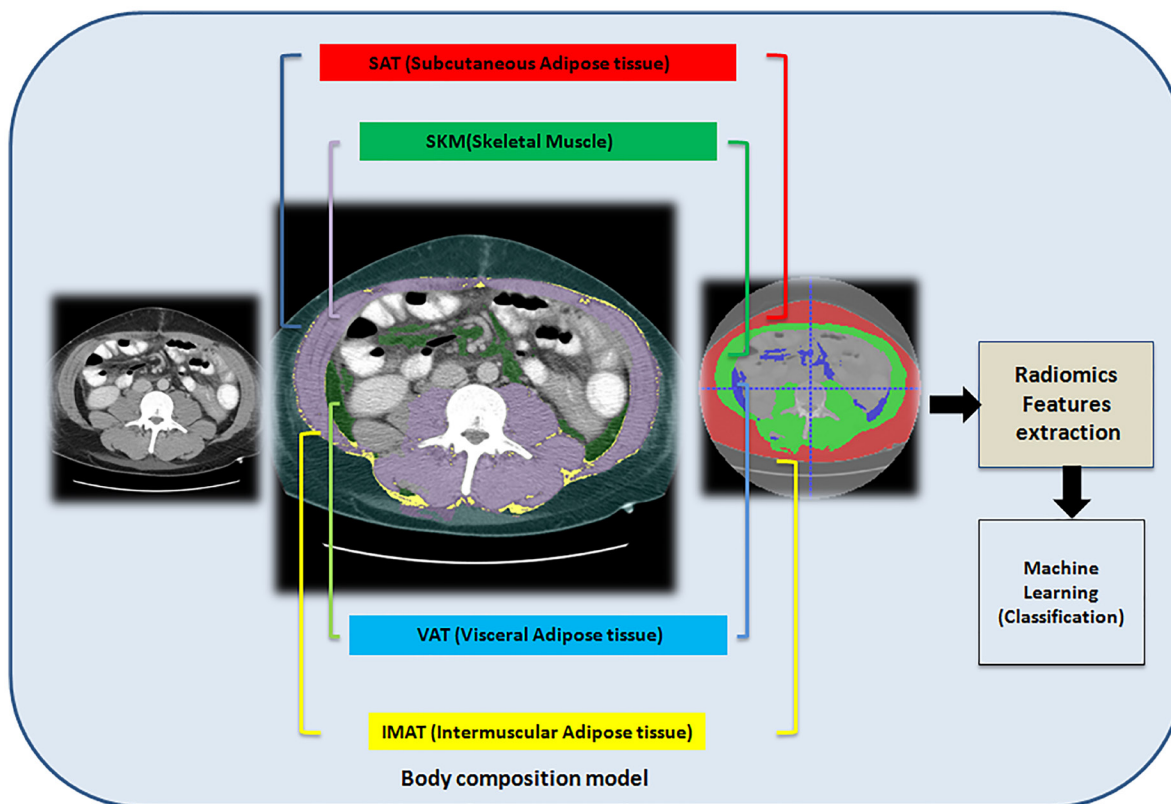 SAT (Subcutaneous Adipose tissue)
SKM(Skeletal Muscle)
Radiomics
Features
extraction
Machine
Learning
(Classification)
VAT (Visceral Adipose tissue)
IMAT (Intermuscular Adipose tissue)
Body composition model